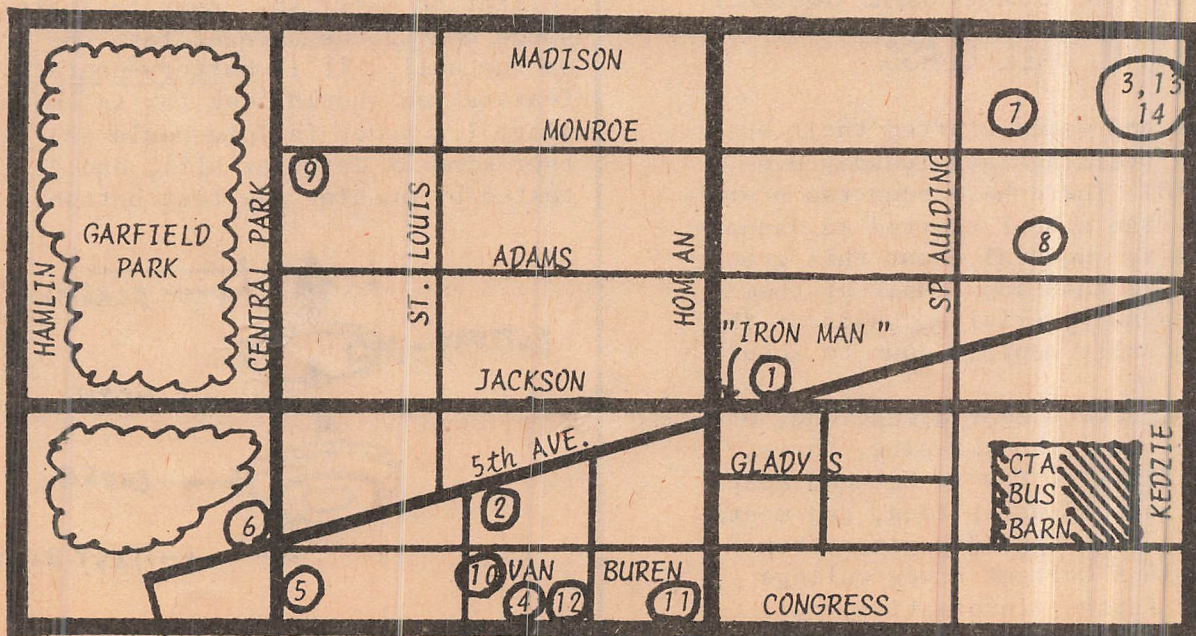 MADISON
3, 13
14
7
MONROE
9
GARFIELD
PARK
HAMLIN
CENTRAL PARK
ST. LOUIS
ADAMS
HOMAN
SPAULDING
8
"IRON MAN"
1
JACKSON
5th AVE.
GLADYS
CTA
BUS
BARN
KEDZIE
2
6
5
10
VAN BUREN
4
12
11
CONGRESS